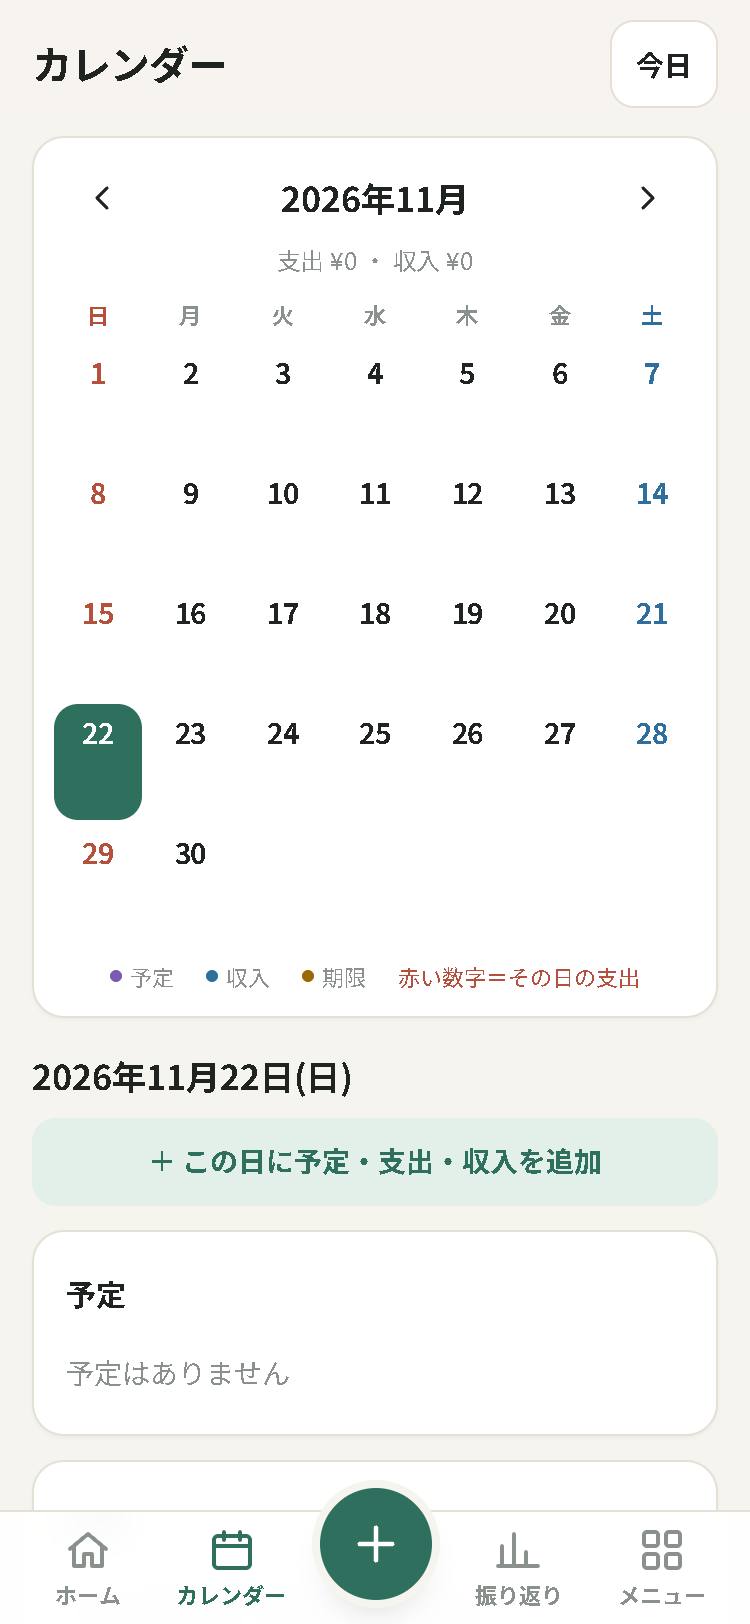 カレンダー
今日
2026年11月
支出 ¥0 ・ 収入 ¥0
日 月 火 水 木 金 土
1 2 3 4 5 6 7
8 9 10 11 12 13 14
15 16 17 18 19 20 21
22 23 24 25 26 27 28
29 30
予定 収入 期限 赤い数字＝その日の支出
2026年11月22日(日)
＋ この日に予定・支出・収入を追加
予定
予定はありません
ホーム カレンダー 振り返り メニュー